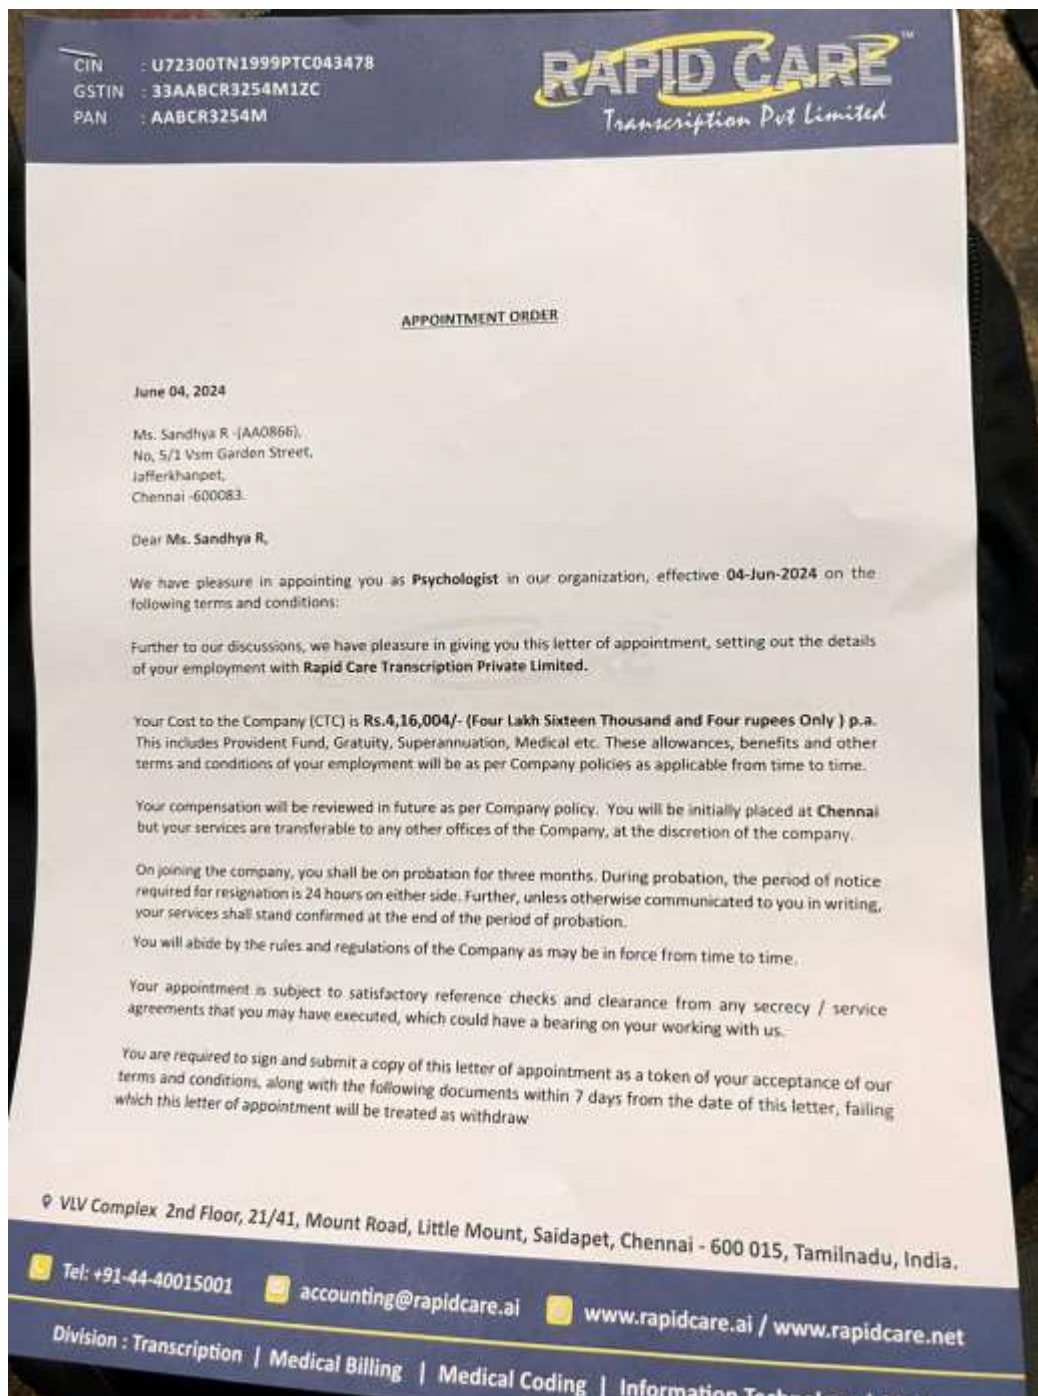 CIN : U72300TN1999PTC043478
GSTIN : 33AABCR3254M1ZC
PAN : AABCR3254M
RAPID CARE™
Transcription Pvt Limited
APPOINTMENT ORDER
June 04, 2024
Ms. Sandhya R -(AA0866),
No, 5/1 Vsm Garden Street,
Jafferkhanpet,
Chennai -600083.
Dear Ms. Sandhya R,
We have pleasure in appointing you as Psychologist in our organization, effective 04-Jun-2024 on the
following terms and conditions:
Further to our discussions, we have pleasure in giving you this letter of appointment, setting out the details
of your employment with Rapid Care Transcription Private Limited.
Your Cost to the Company (CTC) is Rs.4,16,004/- (Four Lakh Sixteen Thousand and Four rupees Only ) p.a.
This includes Provident Fund, Gratuity, Superannuation, Medical etc. These allowances, benefits and other
terms and conditions of your employment will be as per Company policies as applicable from time to time.
Your compensation will be reviewed in future as per Company policy. You will be initially placed at Chennai
but your services are transferable to any other offices of the Company, at the discretion of the company.
On joining the company, you shall be on probation for three months. During probation, the period of notice
required for resignation is 24 hours on either side. Further, unless otherwise communicated to you in writing,
your services shall stand confirmed at the end of the period of probation.
You will abide by the rules and regulations of the Company as may be in force from time to time.
Your appointment is subject to satisfactory reference checks and clearance from any secrecy / service
agreements that you may have executed, which could have a bearing on your working with us.
You are required to sign and submit a copy of this letter of appointment as a token of your acceptance of our
terms and conditions, along with the following documents within 7 days from the date of this letter, failing
which this letter of appointment will be treated as withdraw
VLV Complex 2nd Floor, 21/41, Mount Road, Little Mount, Saidapet, Chennai - 600 015, Tamilnadu, India.
Tel: +91-44-40015001 accounting@rapidcare.ai www.rapidcare.ai / www.rapidcare.net
Division : Transcription | Medical Billing | Medical Coding | Information